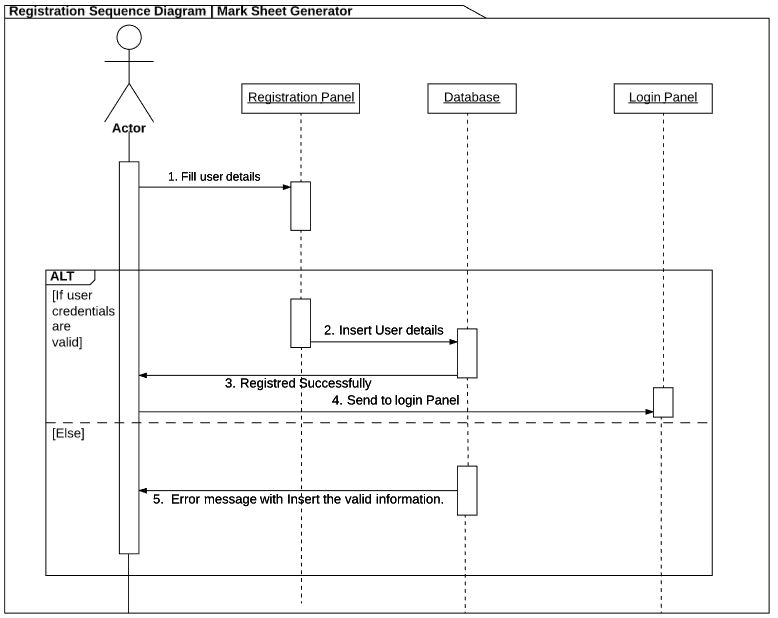 Registration Sequence Diagram | Mark Sheet Generator
Registration Panel
Database
Login Panel
Actor
1. Fill user details
ALT
[If user
credentials
are
valid]
2. Insert User details
3. Registred Successfully
4. Send to login Panel
[Else]
5. Error message with Insert the valid information.